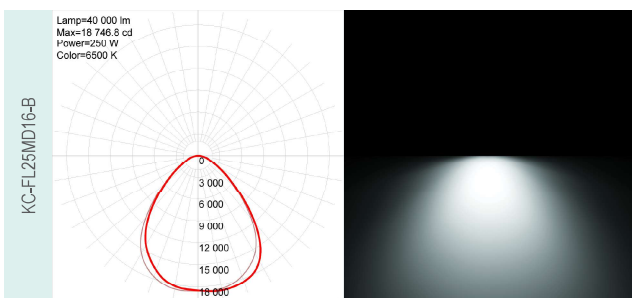 KC-FL25MD16-B
Lamp=40 000 lm
Max=18 746.8 cd
Power=250 W
Color=6500 K
0
3 000
6 000
9 000
12 000
15 000
18 000